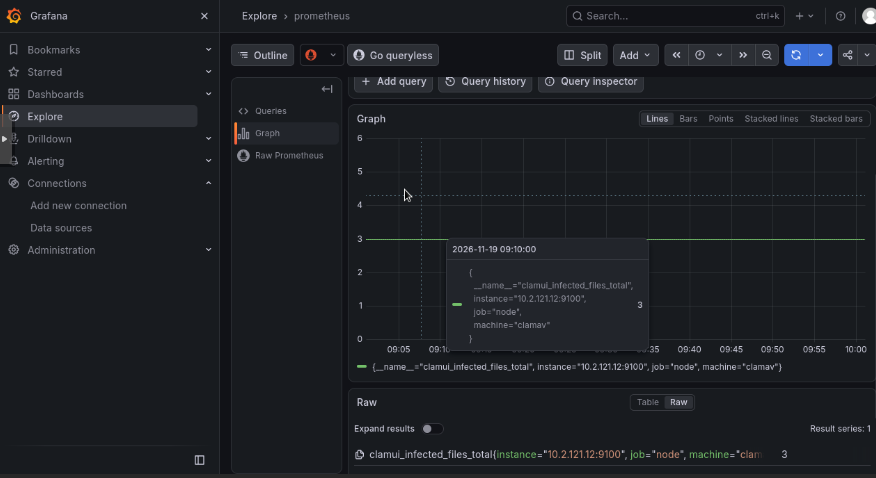 Grafana
Explore › prometheus
Search...
ctrl+k
Bookmarks
Starred
Dashboards
Explore
Drilldown
Alerting
Connections
Add new connection
Data sources
Administration
Outline
Go queryless
Split
Add
Queries
Graph
Raw Prometheus
Add query
Query history
Query inspector
Graph
Lines
Bars
Points
Stacked lines
Stacked bars
6
5
4
3
2
1
0
2026-11-19 09:10:00
{
__name__="clamui_infected_files_total",
instance="10.2.121.12:9100",
job="node",
machine="clamav"
}
3
09:05
09:40
09:45
09:50
09:55
10:00
{__name__="clamui_infected_files_total", instance="10.2.121.12:9100", job="node", machine="clamav"}
Raw
Table
Raw
Expand results
Result series: 1
clamui_infected_files_total{instance="10.2.121.12:9100", job="node", machine="clam
3